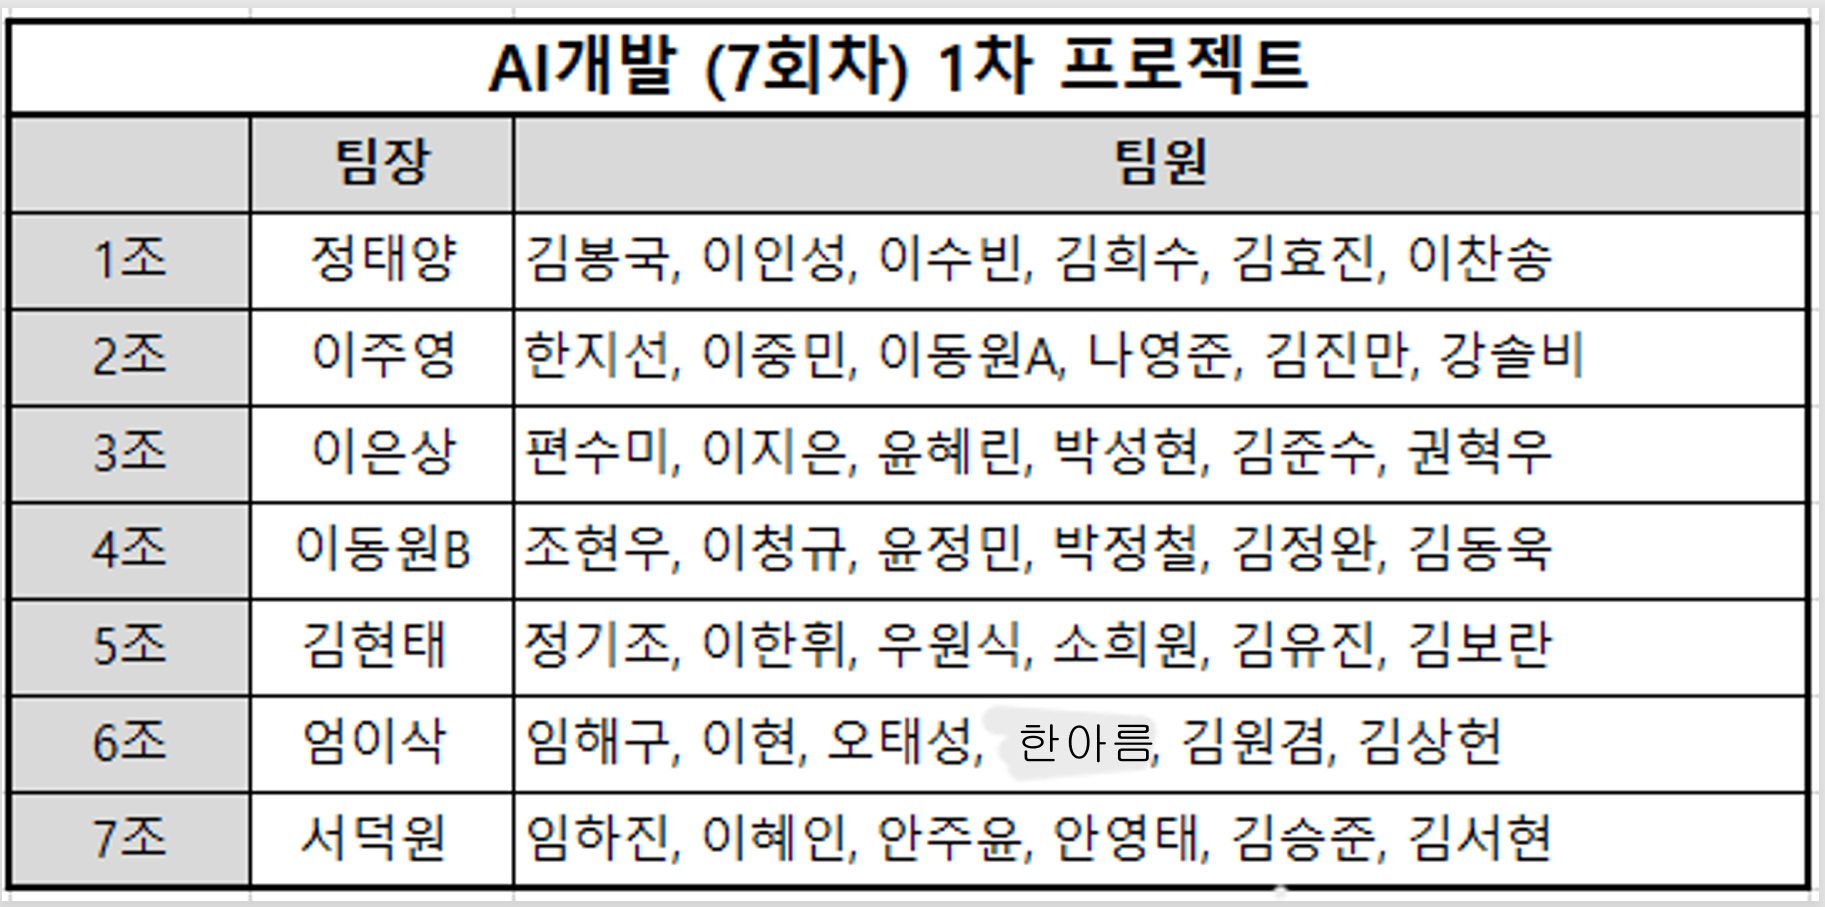 AI개발 (7회차) 1차 프로젝트
팀장 팀원
1조 정태양 김봉국, 이인성, 이수빈, 김희수, 김효진, 이찬송
2조 이주영 한지선, 이중민, 이동원A, 나영준, 김진만, 강솔비
3조 이은상 편수미, 이지은, 윤혜린, 박성현, 김준수, 권혁우
4조 이동원B 조현우, 이청규, 윤정민, 박정철, 김정완, 김동욱
5조 김현태 정기조, 이한휘, 우원식, 소희원, 김유진, 김보란
6조 엄이삭 임해구, 이현, 오태성, 한아름, 김원겸, 김상헌
7조 서덕원 임하진, 이혜인, 안주윤, 안영태, 김승준, 김서현